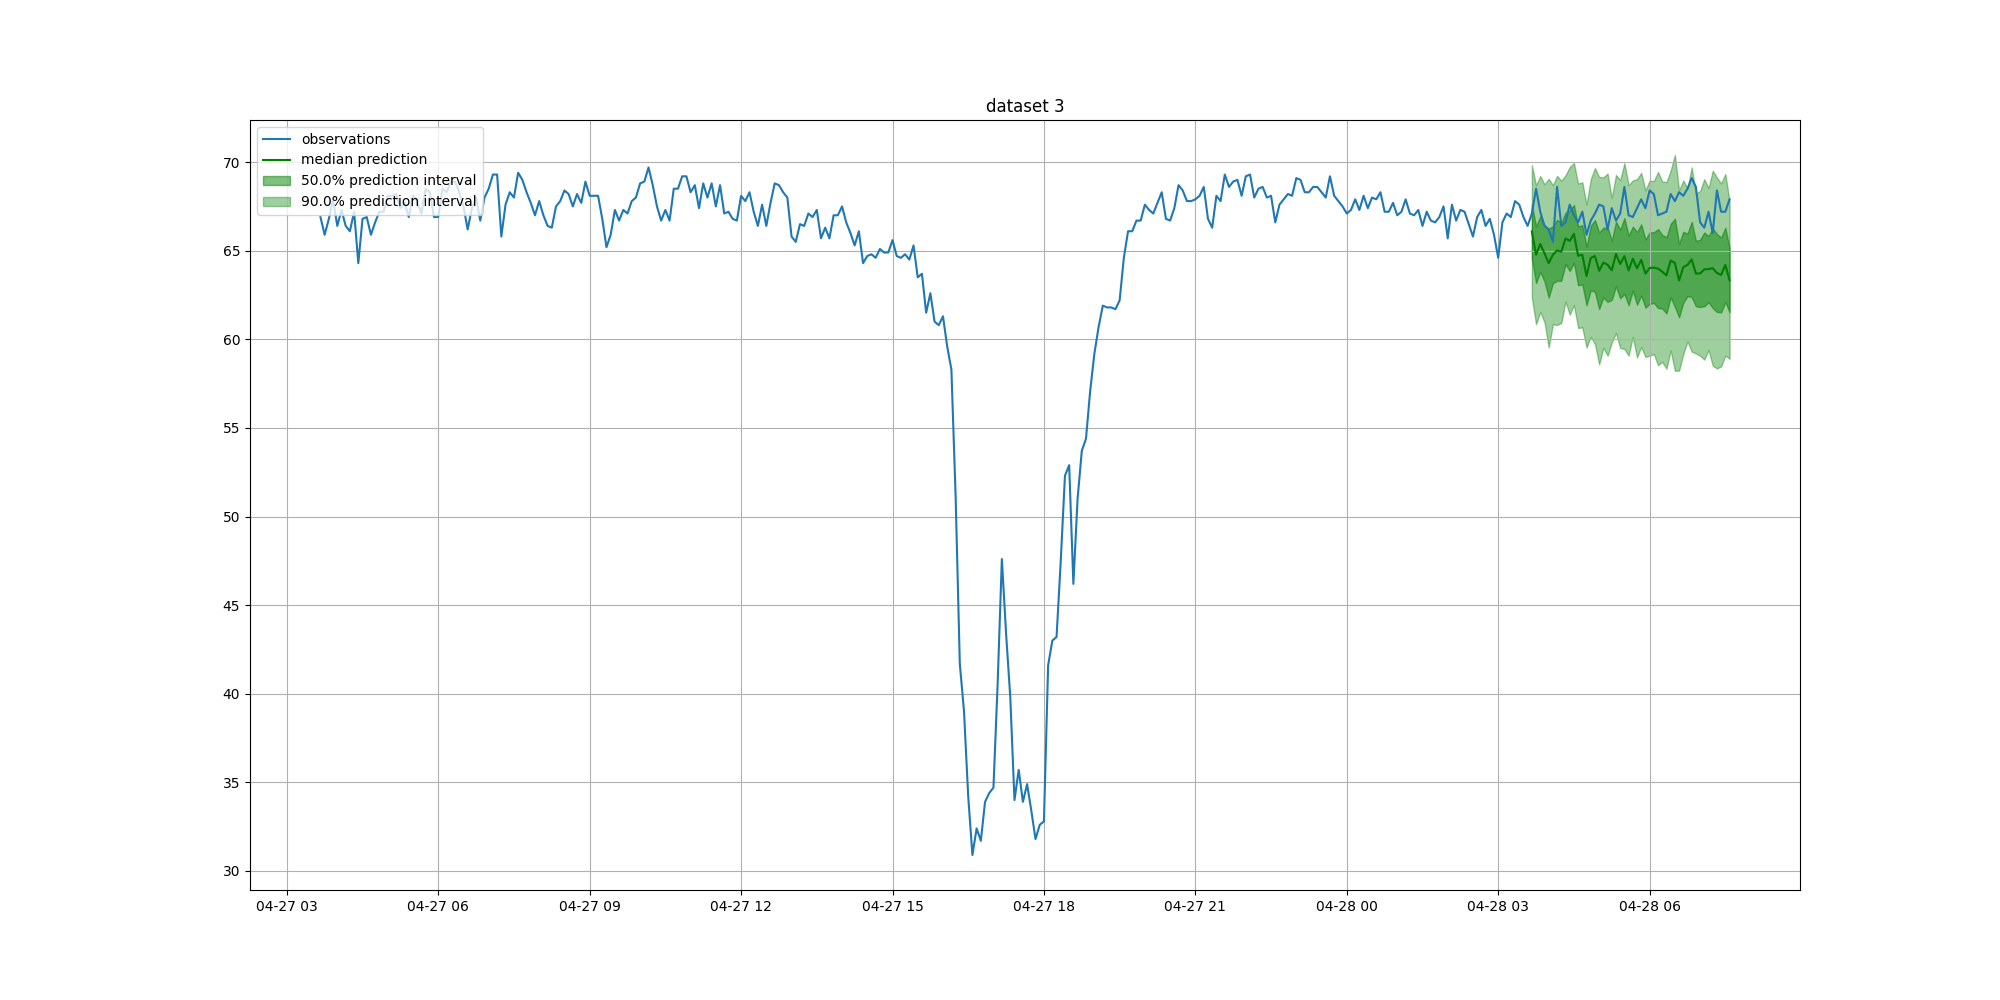 dataset 3
observations
median prediction
50.0% prediction interval
90.0% prediction interval
70
65
60
55
50
45
40
35
30
04-27 03 04-27 06 04-27 09 04-27 12 04-27 15 04-27 18 04-27 21 04-28 00 04-28 03 04-28 06